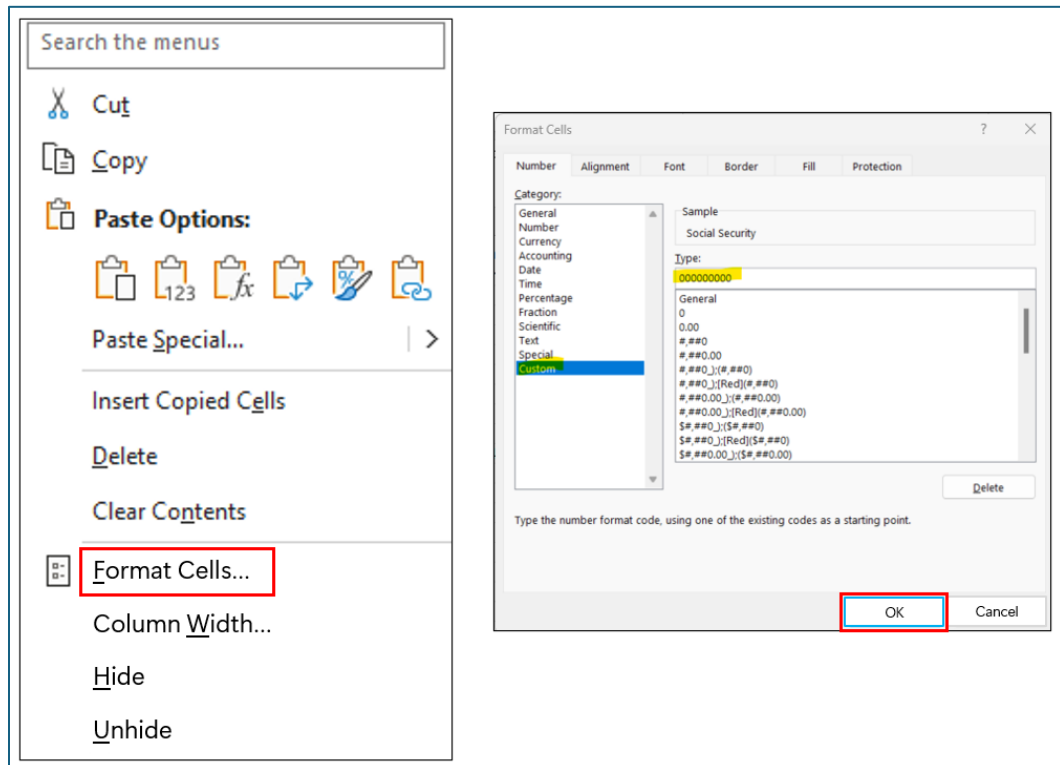 Search the menus
Cut
Copy
Paste Options:
123
fx
%
Paste Special...
Insert Copied Cells
Delete
Clear Contents
Format Cells...
Column Width...
Hide
Unhide
Format Cells
?
Number Alignment Font Border Fill Protection
Category:
General
Number
Currency
Accounting
Date
Time
Percentage
Fraction
Scientific
Text
Special
Custom
Sample
Social Security
Type:
000000000
General
0
0.00
#,##0
#,##0.00
#,##0_);(#,##0)
#,##0_);[Red](#,##0)
#,##0.00_);(#,##0.00)
#,##0.00_);[Red](#,##0.00)
$#,##0_);($#,##0)
$#,##0_);[Red]($#,##0)
$#,##0.00_);($#,##0.00)
Delete
Type the number format code, using one of the existing codes as a starting point.
OK Cancel